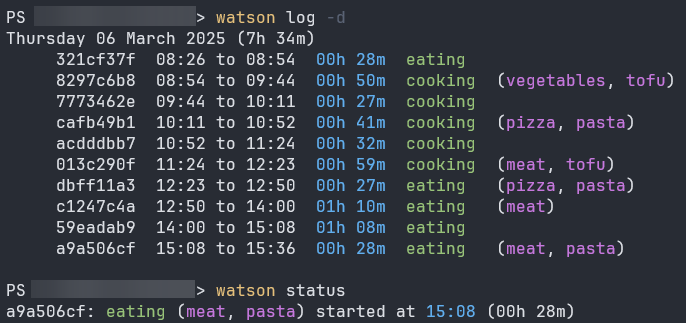 PS > watson log -d
Thursday 06 March 2025 (7h 34m)
321cf37f 08:26 to 08:54 00h 28m eating
8297c6b8 08:54 to 09:44 00h 50m cooking (vegetables, tofu)
7773462e 09:44 to 10:11 00h 27m cooking
cafb49b1 10:11 to 10:52 00h 41m cooking (pizza, pasta)
acdddbb7 10:52 to 11:24 00h 32m cooking
013c290f 11:24 to 12:23 00h 59m cooking (meat, tofu)
dbff11a3 12:23 to 12:50 00h 27m eating (pizza, pasta)
c1247c4a 12:50 to 14:00 01h 10m eating (meat)
59eadab9 14:00 to 15:08 01h 08m eating
a9a506cf 15:08 to 15:36 00h 28m eating (meat, pasta)
PS > watson status
a9a506cf: eating (meat, pasta) started at 15:08 (00h 28m)